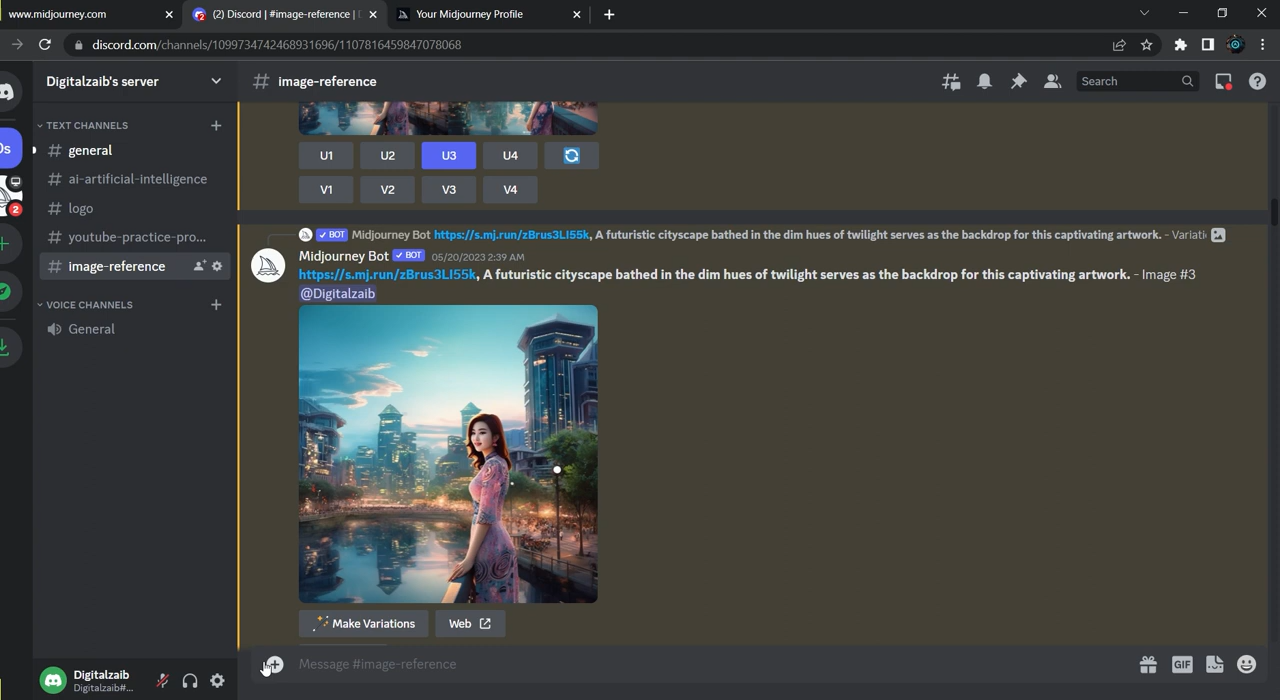 www.midjourney.com
(2) Discord | #image-reference |
Your Midjourney Profile
discord.com/channels/1099734742468931696/1107816459847078068
Digitalzaib's server
# image-reference
Search
TEXT CHANNELS
# general
# ai-artificial-intelligence
# logo
# youtube-practice-pro...
# image-reference
VOICE CHANNELS
General
2
U1 U2 U3 U4
V1 V2 V3 V4
✓ BOT Midjourney Bot https://s.mj.run/zBrus3LI55k, A futuristic cityscape bathed in the dim hues of twilight serves as the backdrop for this captivating artwork. - Variati
Midjourney Bot ✓ BOT 05/20/2023 2:39 AM
https://s.mj.run/zBrus3LI55k, A futuristic cityscape bathed in the dim hues of twilight serves as the backdrop for this captivating artwork. - Image #3
@Digitalzaib
Make Variations
Web
Message #image-reference
GIF
Digitalzaib
Digitalzaib#...